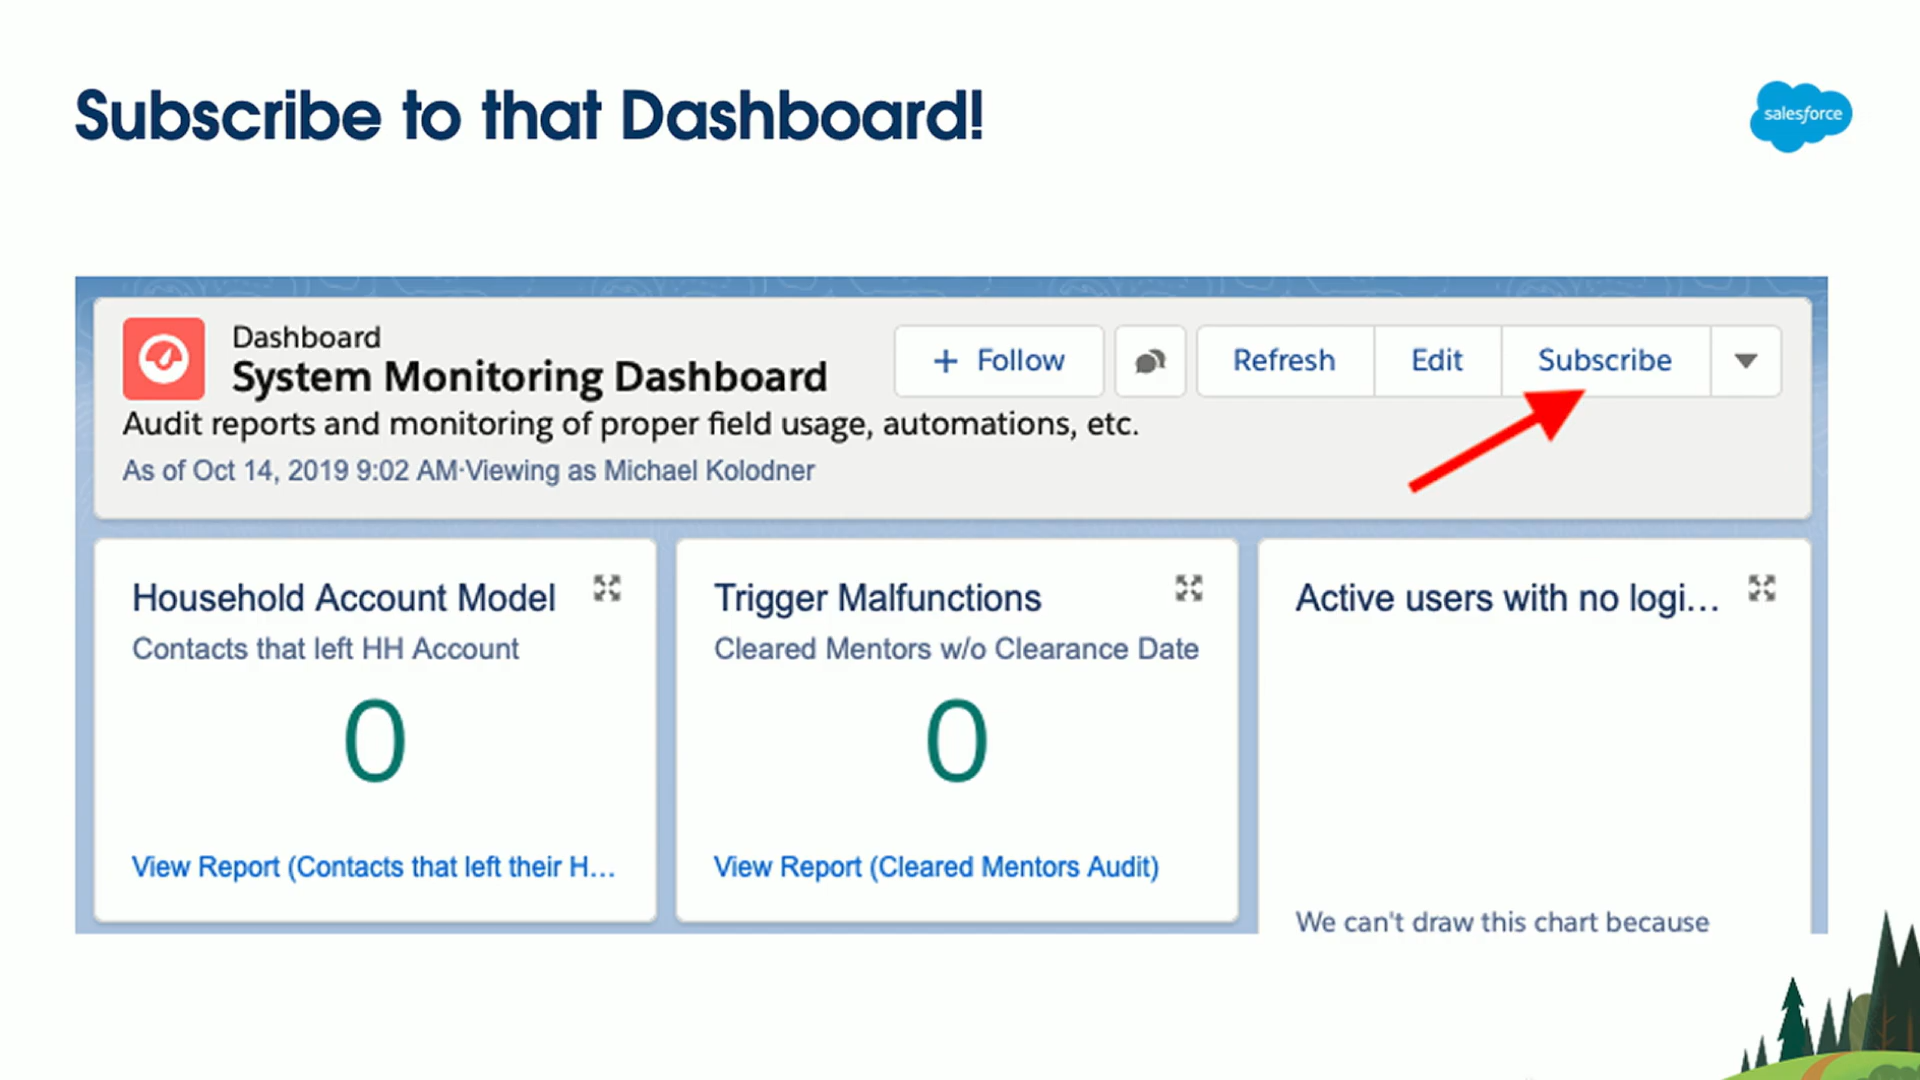 Subscribe to that Dashboard!
salesforce
Dashboard
System Monitoring Dashboard
+ Follow
Refresh
Edit
Subscribe
Audit reports and monitoring of proper field usage, automations, etc.
As of Oct 14, 2019 9:02 AM·Viewing as Michael Kolodner
Household Account Model
Contacts that left HH Account
0
View Report (Contacts that left their H...
Trigger Malfunctions
Cleared Mentors w/o Clearance Date
0
View Report (Cleared Mentors Audit)
Active users with no logi...
We can't draw this chart because